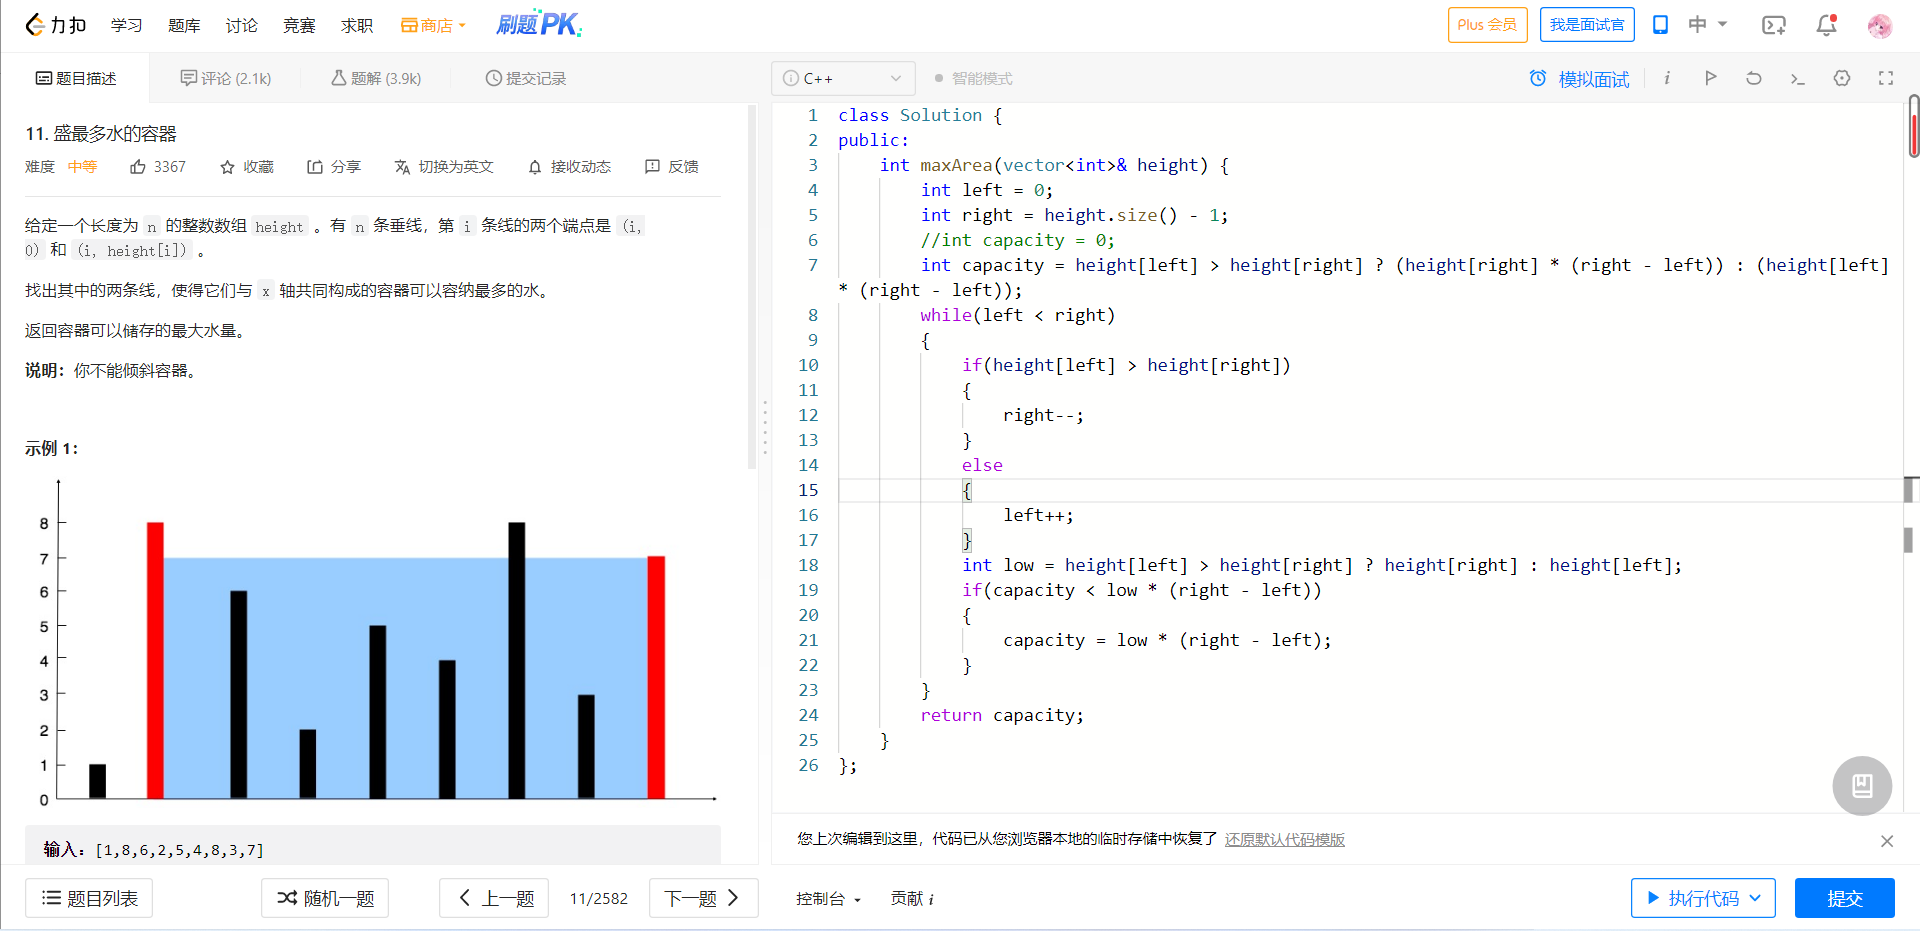 力扣 学习 题库 讨论 竞赛 求职 商店 刷题PK Plus 会员 我是面试官 中
题目描述 评论 (2.1k) 题解 (3.9k) 提交记录
C++ 智能模式 模拟面试 i
11. 盛最多水的容器
难度 中等 3367 收藏 分享 切换为英文 接收动态 反馈
给定一个长度为 n 的整数数组 height 。有 n 条垂线，第 i 条线的两个端点是 (i,
0) 和 (i, height[i]) 。
找出其中的两条线，使得它们与 x 轴共同构成的容器可以容纳最多的水。
返回容器可以储存的最大水量。
说明：你不能倾斜容器。
示例 1：
8
7
6
5
4
3
2
1
0
输入：[1,8,6,2,5,4,8,3,7]
1 class Solution {
2 public:
3     int maxArea(vector<int>& height) {
4         int left = 0;
5         int right = height.size() - 1;
6         //int capacity = 0;
7         int capacity = height[left] > height[right] ? (height[right] * (right - left)) : (height[left]
* (right - left));
8         while(left < right)
9         {
10             if(height[left] > height[right])
11             {
12                 right--;
13             }
14             else
15             {
16                 left++;
17             }
18             int low = height[left] > height[right] ? height[right] : height[left];
19             if(capacity < low * (right - left))
20             {
21                 capacity = low * (right - left);
22             }
23         }
24         return capacity;
25     }
26 };
您上次编辑到这里，代码已从您浏览器本地的临时存储中恢复了 还原默认代码模版
题目列表 随机一题 上一题 11/2582 下一题 控制台 贡献 i 执行代码 提交